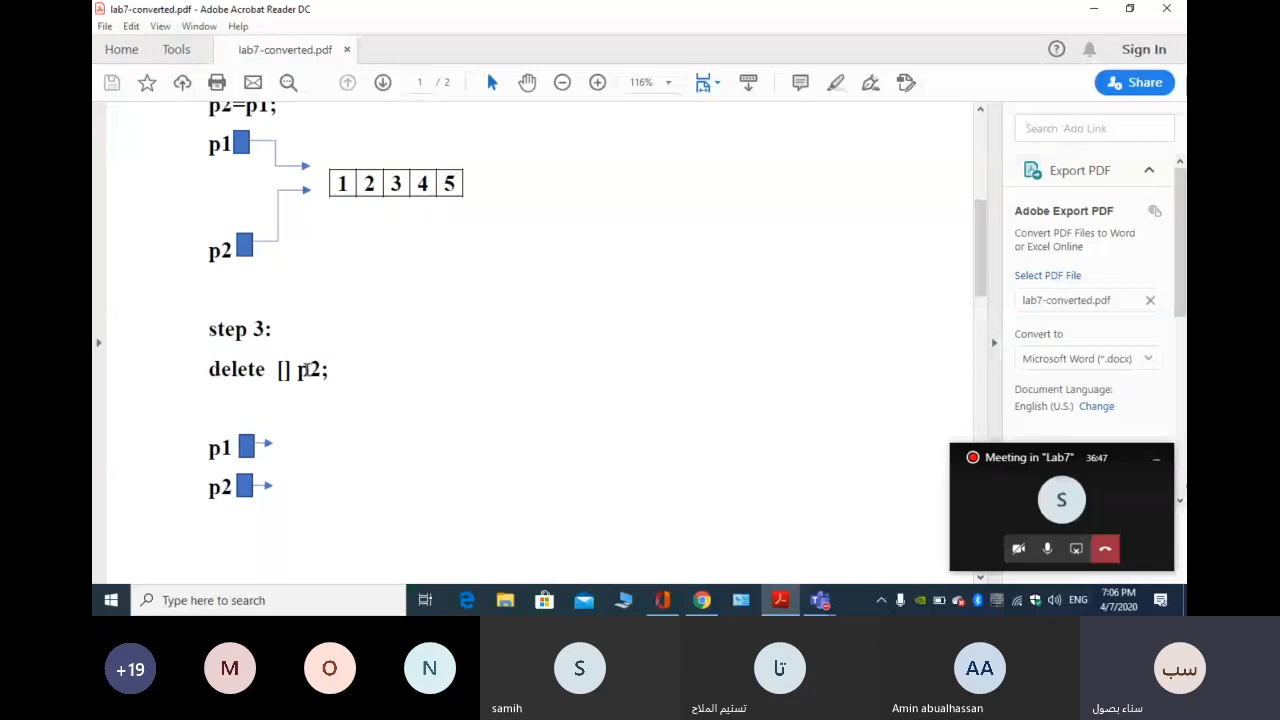 lab7-converted.pdf - Adobe Acrobat Reader DC
File Edit View Window Help
Home Tools lab7-converted.pdf × Sign In
1 / 2 116% Share
p2=p1;
p1
1 2 3 4 5
p2
step 3:
delete [] p2;
p1
p2
Search 'Add Link'
Export PDF
Adobe Export PDF
Convert PDF Files to Word
or Excel Online
Select PDF File
lab7-converted.pdf
Convert to
Microsoft Word (*.docx)
Document Language:
English (U.S.) Change
Meeting in "Lab7" 36:47
S
Type here to search
ENG
7:06 PM
4/7/2020
+19 M O N S تا AA سب
samih تسنيم الملاح Amin abualhassan سناء بصول